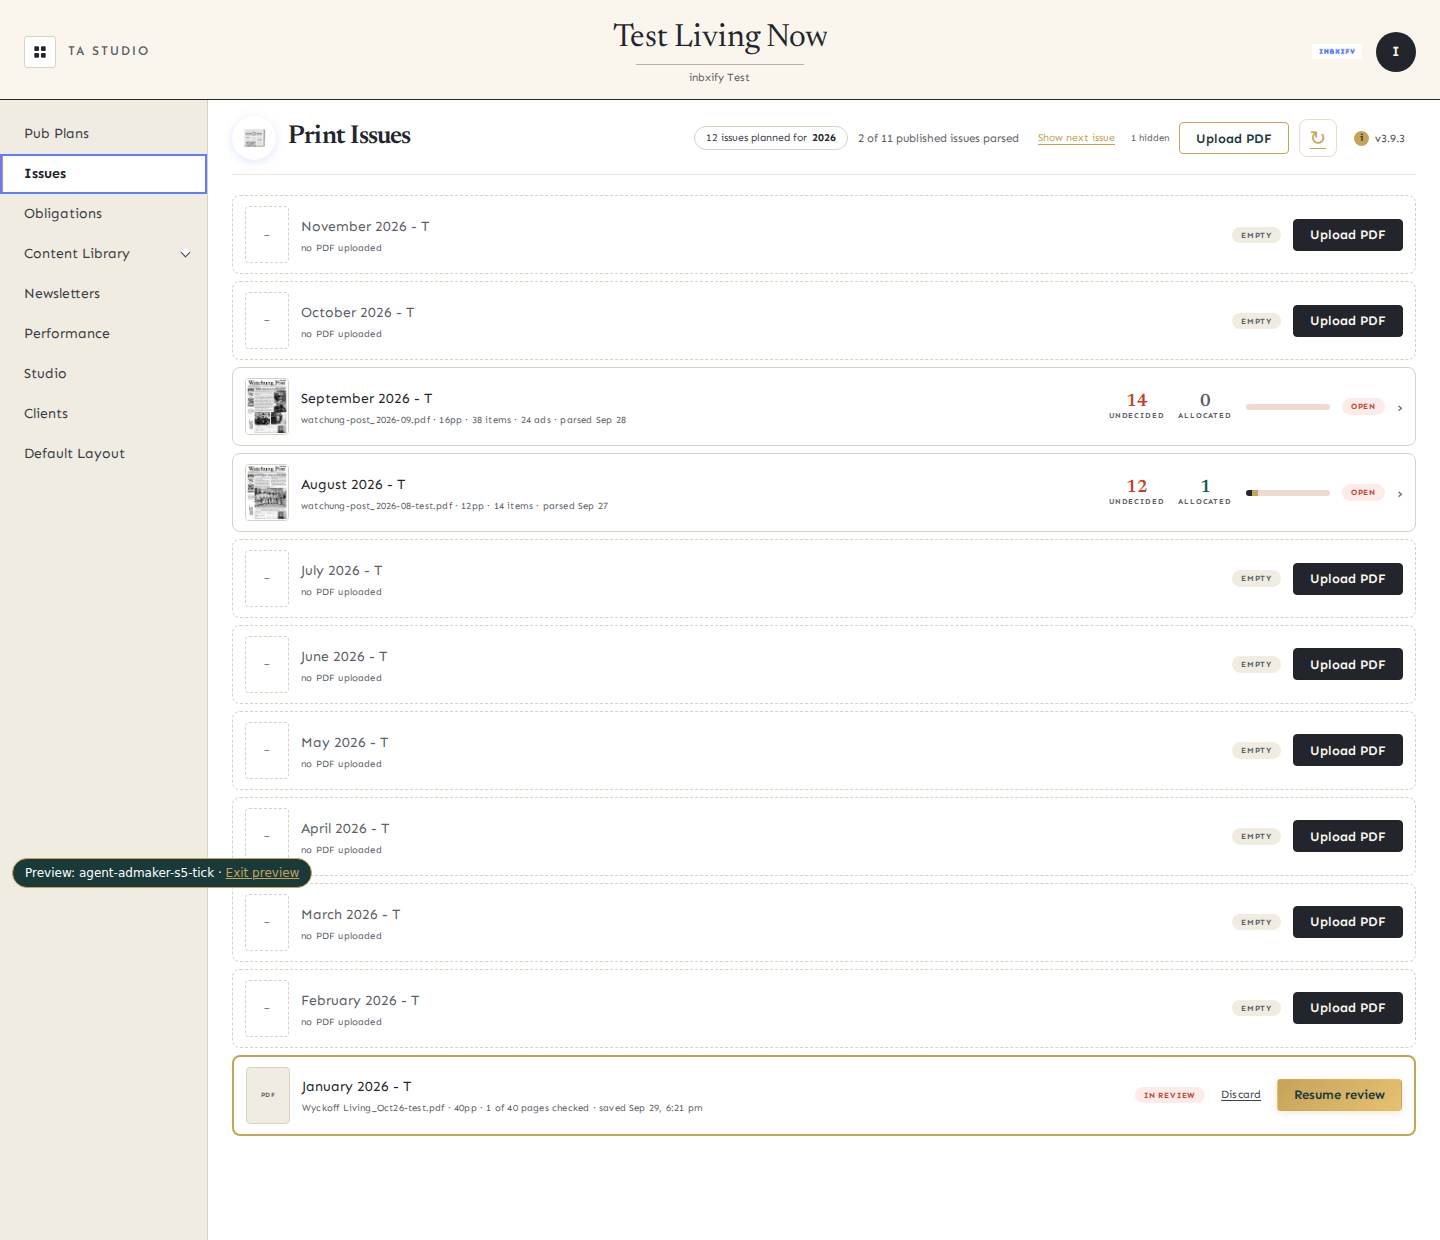 TA STUDIO
Test Living Now
inbxify Test
INBXIFY
I
Pub Plans
Issues
Obligations
Content Library
Newsletters
Performance
Studio
Clients
Default Layout
Print Issues
12 issues planned for 2026
2 of 11 published issues parsed
Show next issue
1 hidden
Upload PDF
↻
i
v3.9.3
–
November 2026 - T
no PDF uploaded
EMPTY
Upload PDF
–
October 2026 - T
no PDF uploaded
EMPTY
Upload PDF
Watchung Post
September 2026 - T
watchung-post_2026-09.pdf · 16pp · 38 items · 24 ads · parsed Sep 28
14
UNDECIDED
0
ALLOCATED
OPEN
›
Watchung Post
August 2026 - T
watchung-post_2026-08-test.pdf · 12pp · 14 items · parsed Sep 27
12
UNDECIDED
1
ALLOCATED
OPEN
›
–
July 2026 - T
no PDF uploaded
EMPTY
Upload PDF
–
June 2026 - T
no PDF uploaded
EMPTY
Upload PDF
–
May 2026 - T
no PDF uploaded
EMPTY
Upload PDF
–
April 2026 - T
no PDF uploaded
EMPTY
Upload PDF
Preview: agent-admaker-s5-tick · Exit preview
–
March 2026 - T
no PDF uploaded
EMPTY
Upload PDF
–
February 2026 - T
no PDF uploaded
EMPTY
Upload PDF
PDF
January 2026 - T
Wyckoff Living_Oct26-test.pdf · 40pp · 1 of 40 pages checked · saved Sep 29, 6:21 pm
IN REVIEW
Discard
Resume review